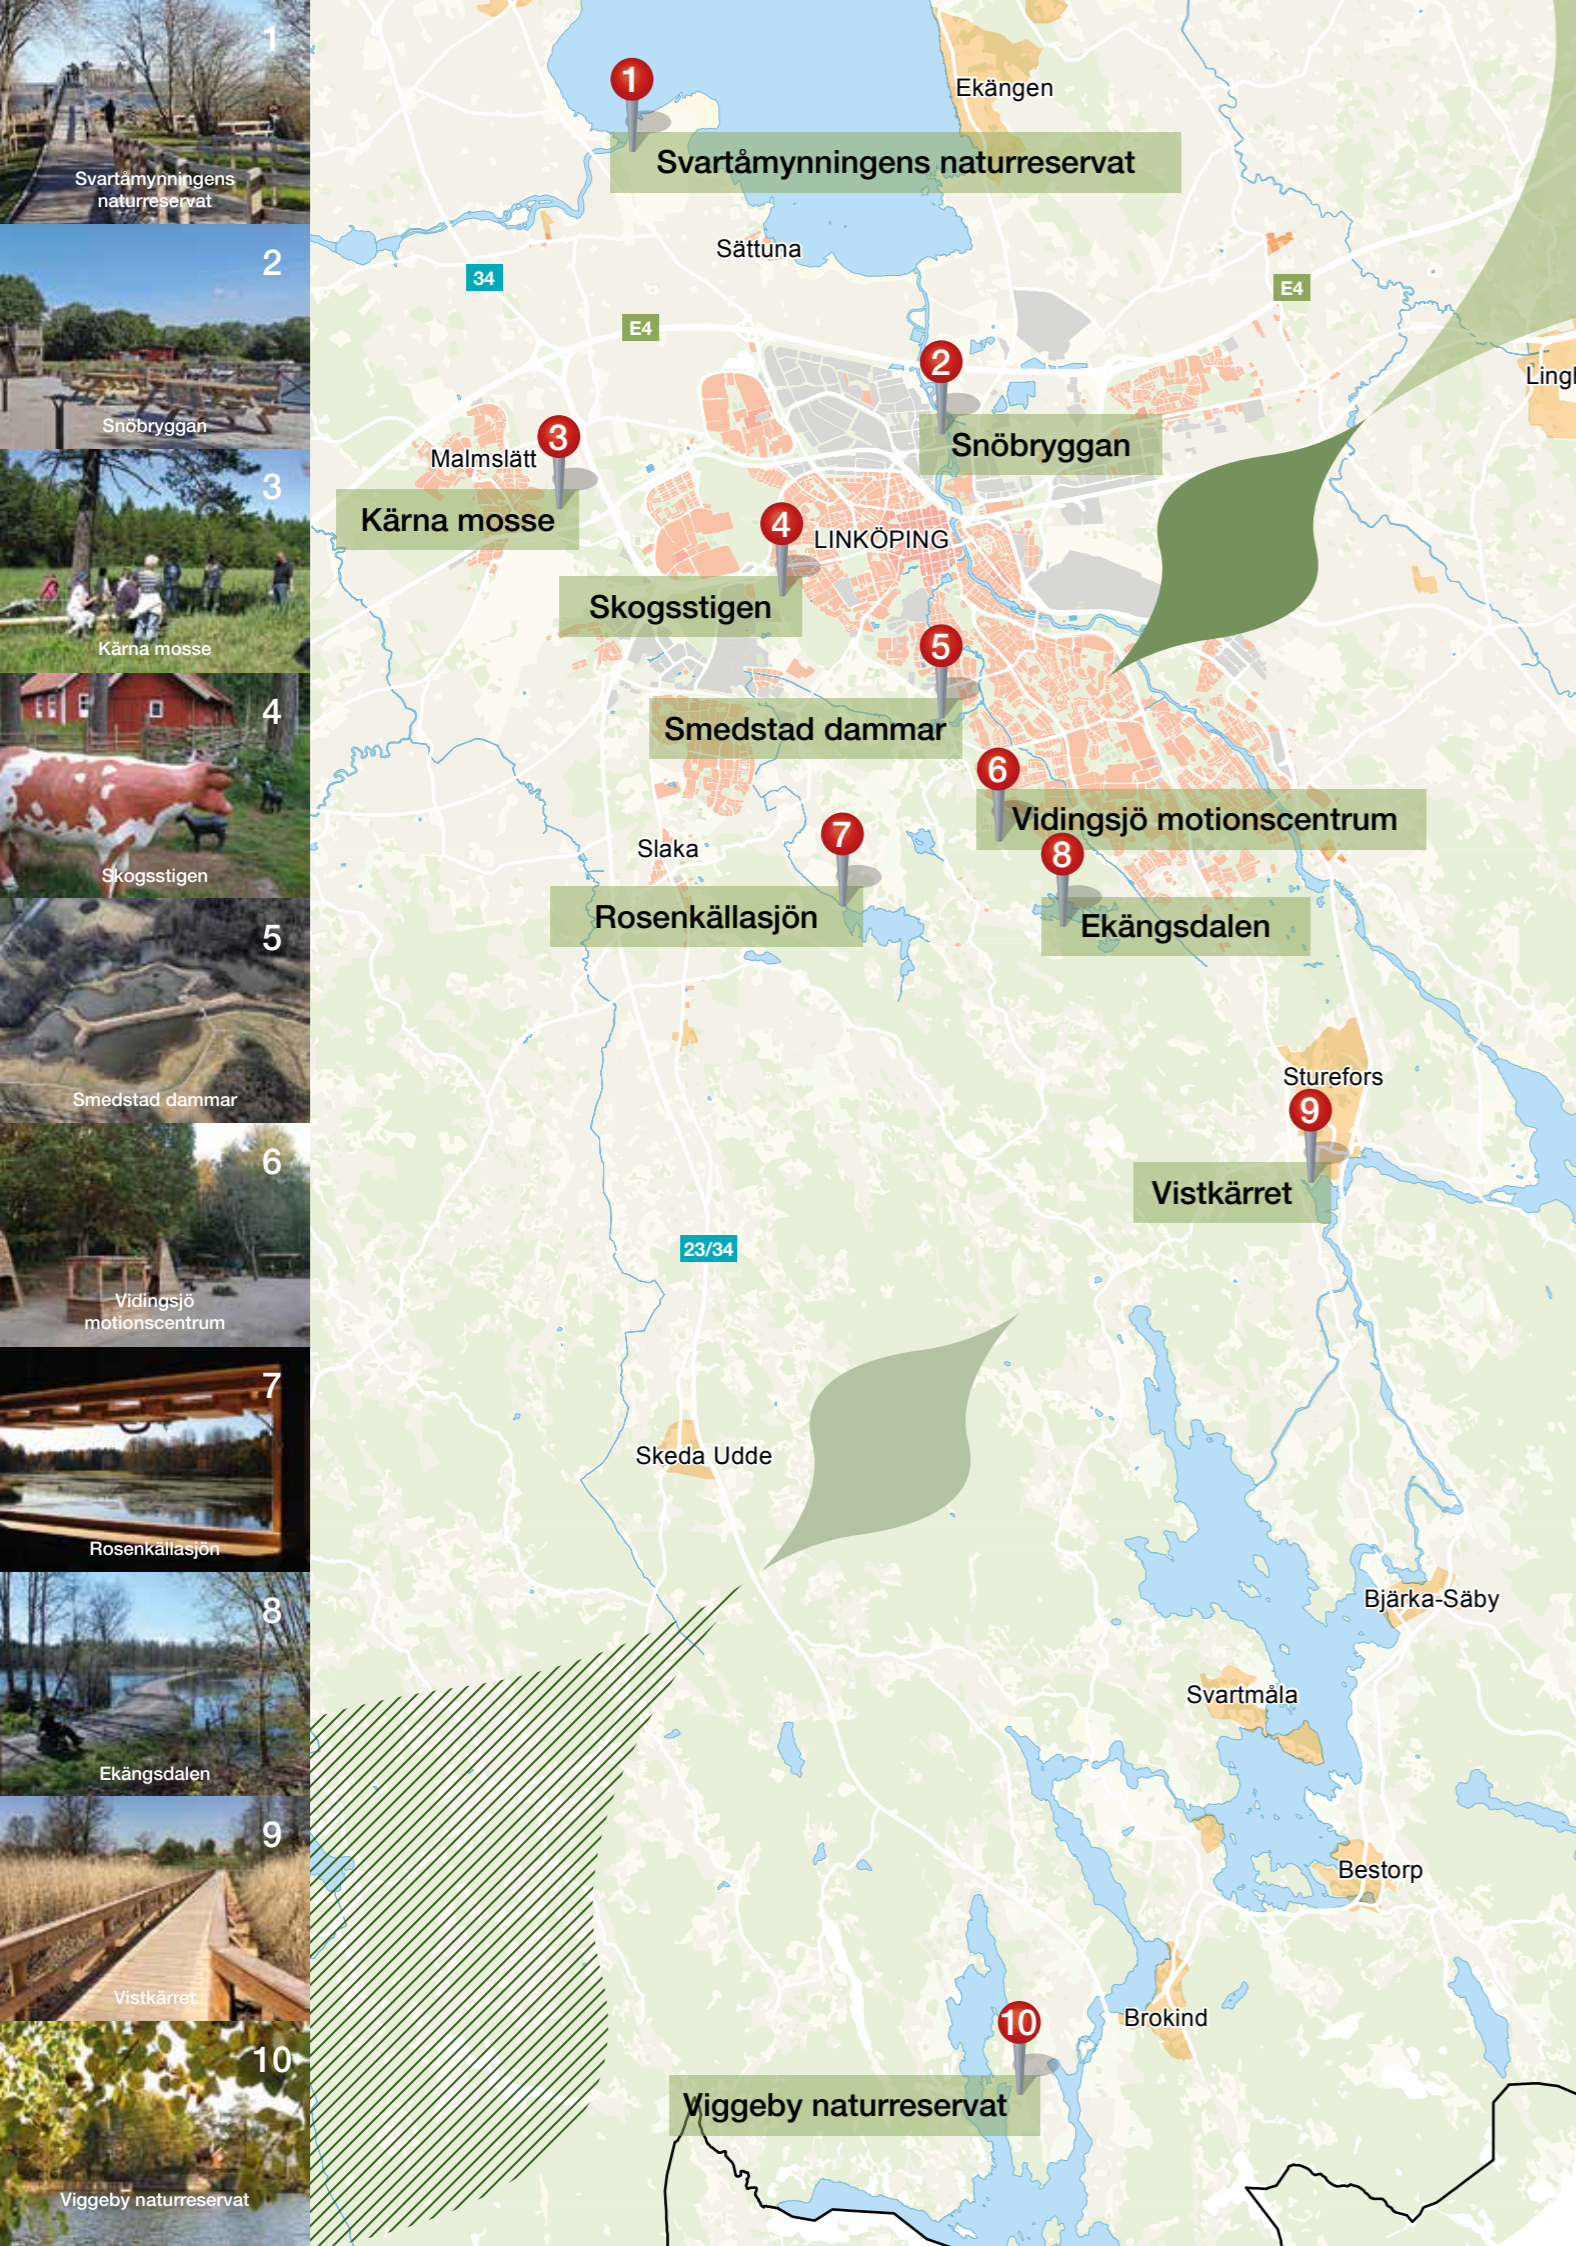 1
Svartåmynningens
naturreservat
2
Snöbryggan
3
Kärna mosse
4
Skogsstigen
5
Smedstad dammar
6
Vidingsjö
motionscentrum
7
Rosenkällasjön
8
Ekängsdalen
9
Vistkärret
10
Viggeby naturreservat
1
Ekängen
Svartåmynningens naturreservat
Sättuna
34
E4
E4
2
Lingh
Snöbryggan
3
Malmslätt
Kärna mosse
4
LINKÖPING
Skogsstigen
5
Smedstad dammar
6
Vidingsjö motionscentrum
7
Slaka
8
Rosenkällasjön
Ekängsdalen
Sturefors
9
Vistkärret
23/34
Skeda Udde
Bjärka-Säby
Svartmåla
Bestorp
10
Brokind
Viggeby naturreservat